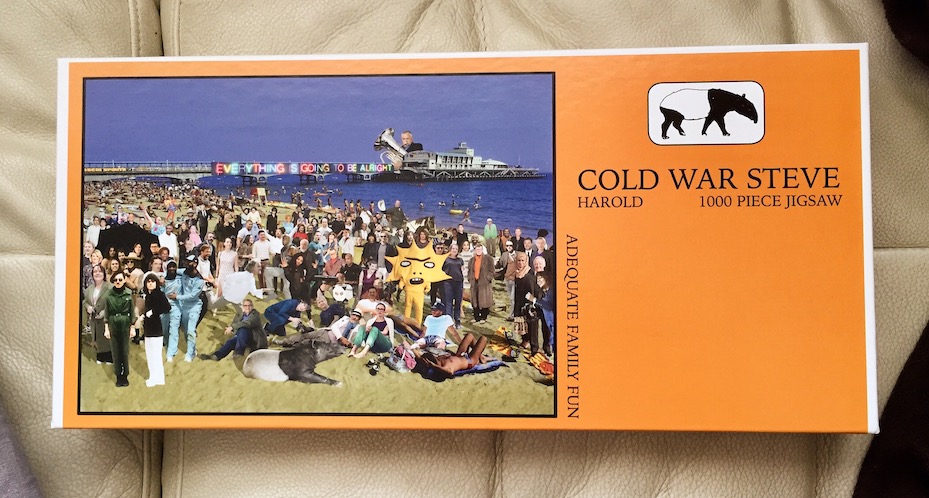 EVERYTHING IS GOING TO BE ALRIGHT
COLD WAR STEVE
HAROLD 1000 PIECE JIGSAW
ADEQUATE FAMILY FUN